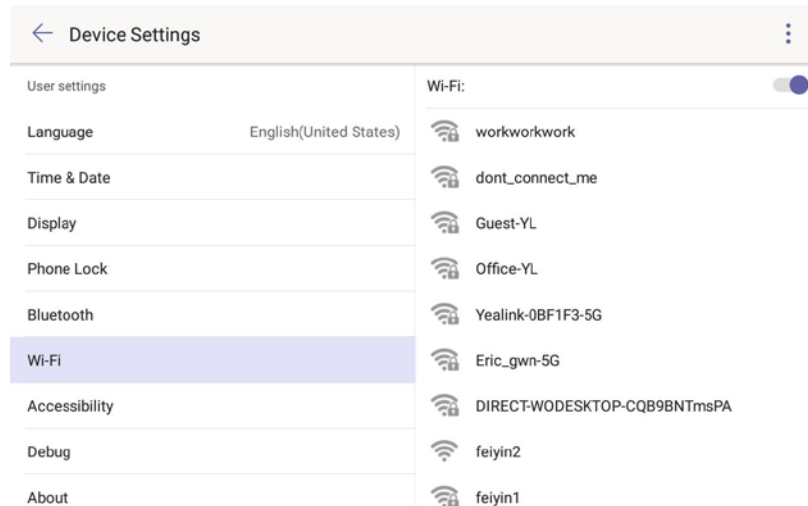 Device Settings
User settings
Language English(United States)
Time & Date
Display
Phone Lock
Bluetooth
Wi-Fi
Accessibility
Debug
About
Wi-Fi:
workworkwork
dont_connect_me
Guest-YL
Office-YL
Yealink-0BF1F3-5G
Eric_gwn-5G
DIRECT-WODESKTOP-CQB9BNTmsPA
feiyin2
feiyin1